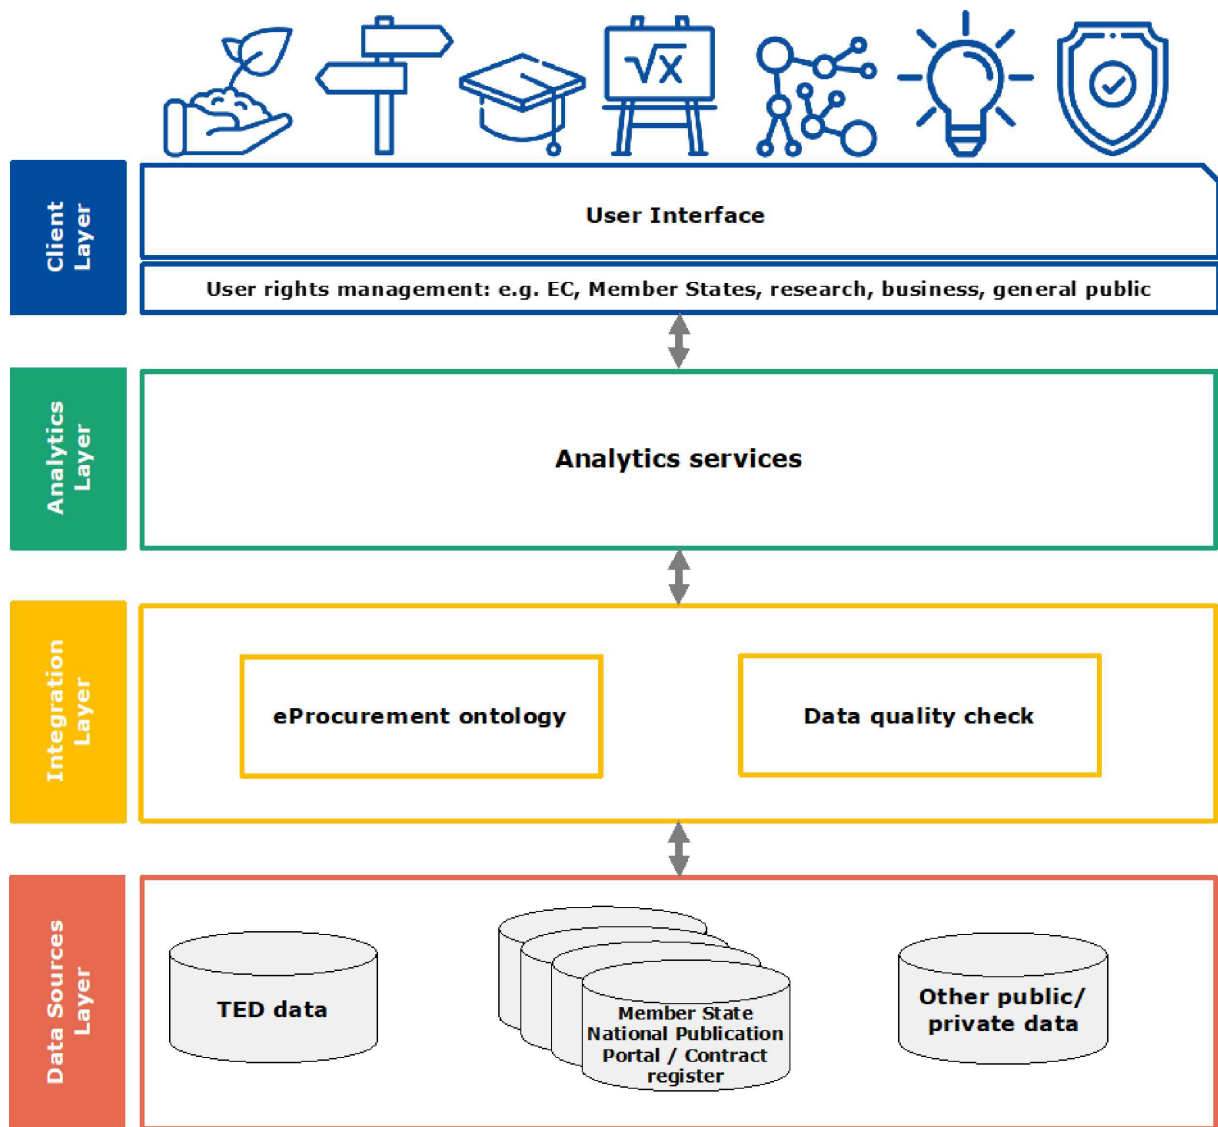 √x
Client
Layer
User Interface
User rights management: e.g. EC, Member States, research, business, general public
Analytics
Layer
Analytics services
Integration
Layer
eProcurement ontology
Data quality check
Data Sources
Layer
TED data
Member State
National Publication
Portal / Contract
register
Other public/
private data